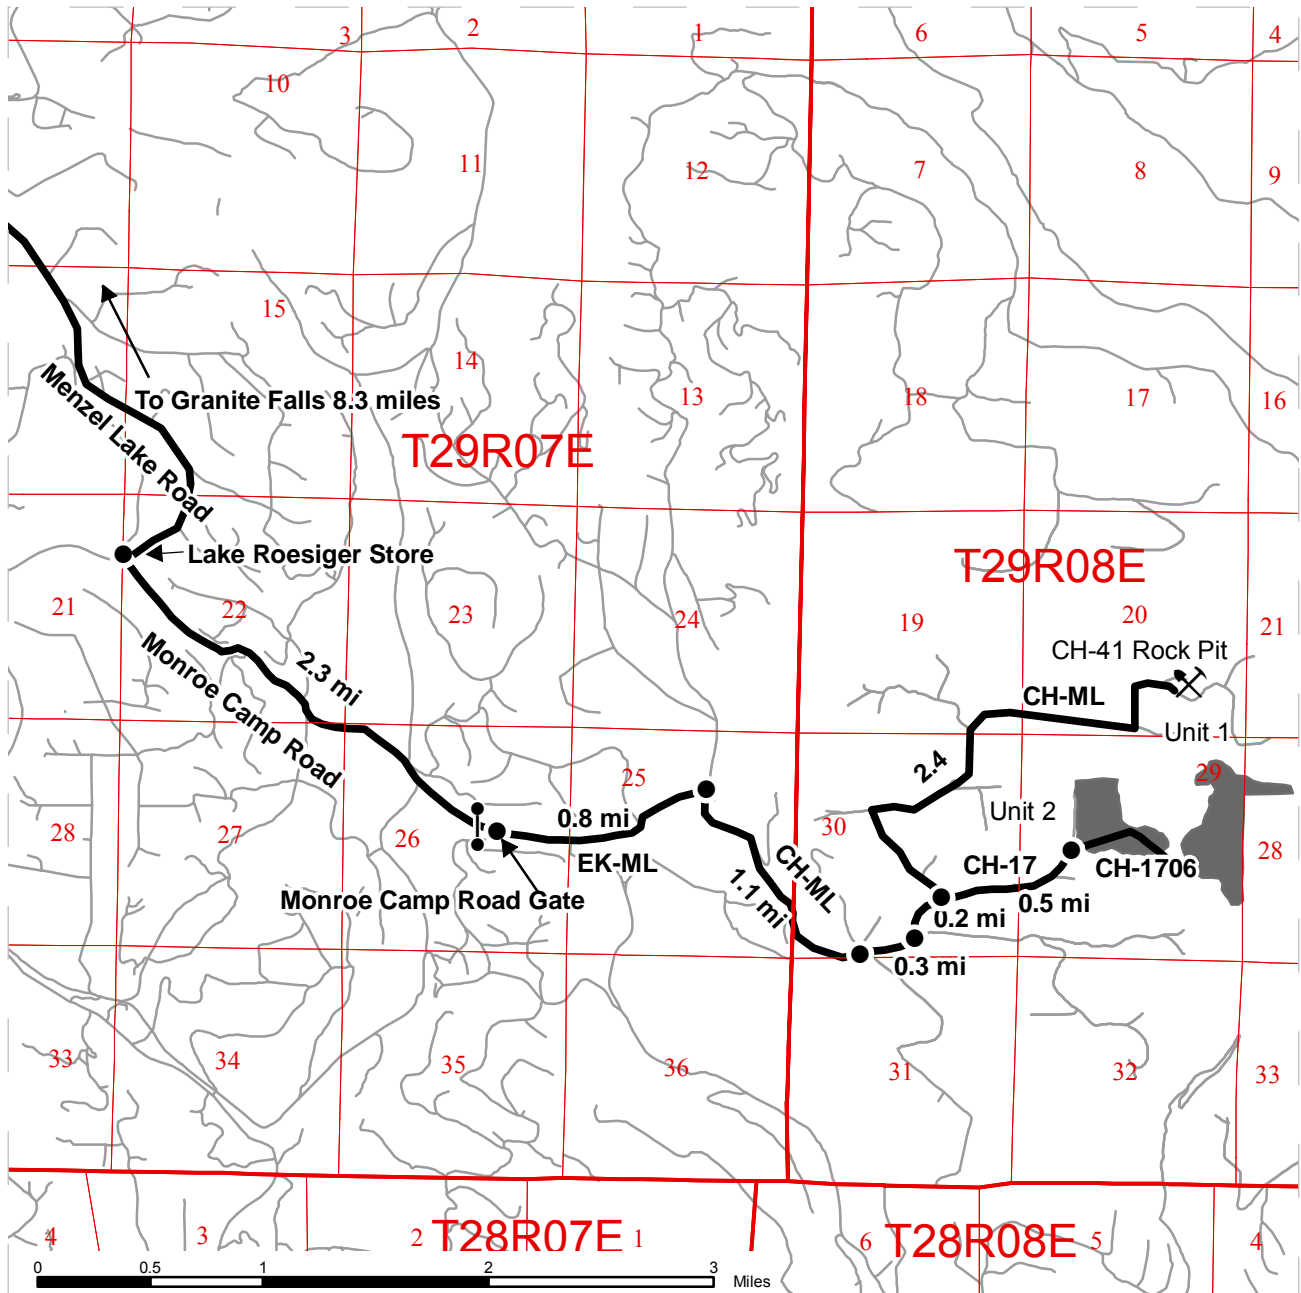 3
2
1
6
5
4
10
11
12
7
8
9
15
14
13
18
17
16
To Granite Falls 8.3 miles
Menzel Lake Road
T29R07E
Lake Roesiger Store
T29R08E
21
22
23
24
19
20
21
CH-41 Rock Pit
Monroe Camp Road
2.3 mi
CH-ML
Unit 1
2.4
25
29
28
27
26
0.8 mi
EK-ML
30
Unit 2
28
CH-ML
1.1 mi
CH-17
CH-1706
Monroe Camp Road Gate
0.2 mi
0.5 mi
0.3 mi
33
34
35
36
31
32
33
4
3
2
T28R07E
1
6
T28R08E
5
4
0
0.5
1
2
3
Miles